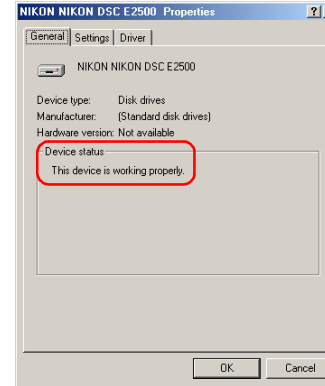 NIKON NIKON DSC E2500 Properties
General Settings Driver
NIKON NIKON DSC E2500
Device type: Disk drives
Manufacturer: (Standard disk drives)
Hardware version: Not available
Device status
This device is working properly.
OK Cancel